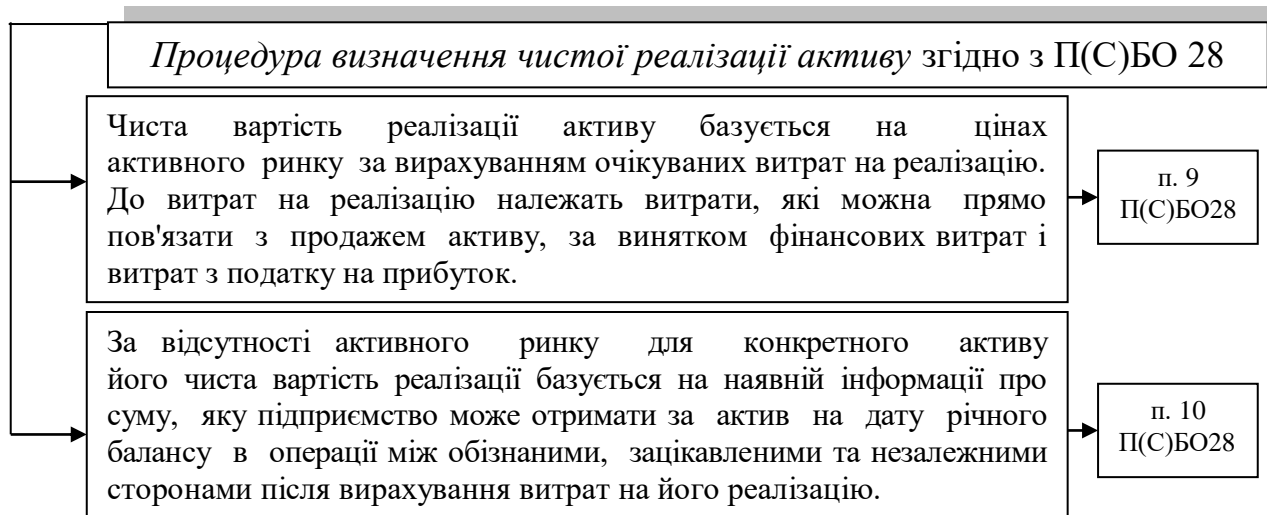 Процедура визначення чистої реалізації активу згідно з П(С)БО 28
Чиста вартість реалізації активу базується на цінах
активного ринку за вирахуванням очікуваних витрат на реалізацію.
До витрат на реалізацію належать витрати, які можна прямо
пов'язати з продажем активу, за винятком фінансових витрат і
витрат з податку на прибуток.
п. 9
П(С)БО28
За відсутності активного ринку для конкретного активу
його чиста вартість реалізації базується на наявній інформації про
суму, яку підприємство може отримати за актив на дату річного
балансу в операції між обізнаними, зацікавленими та незалежними
сторонами після вирахування витрат на його реалізацію.
п. 10
П(С)БО28